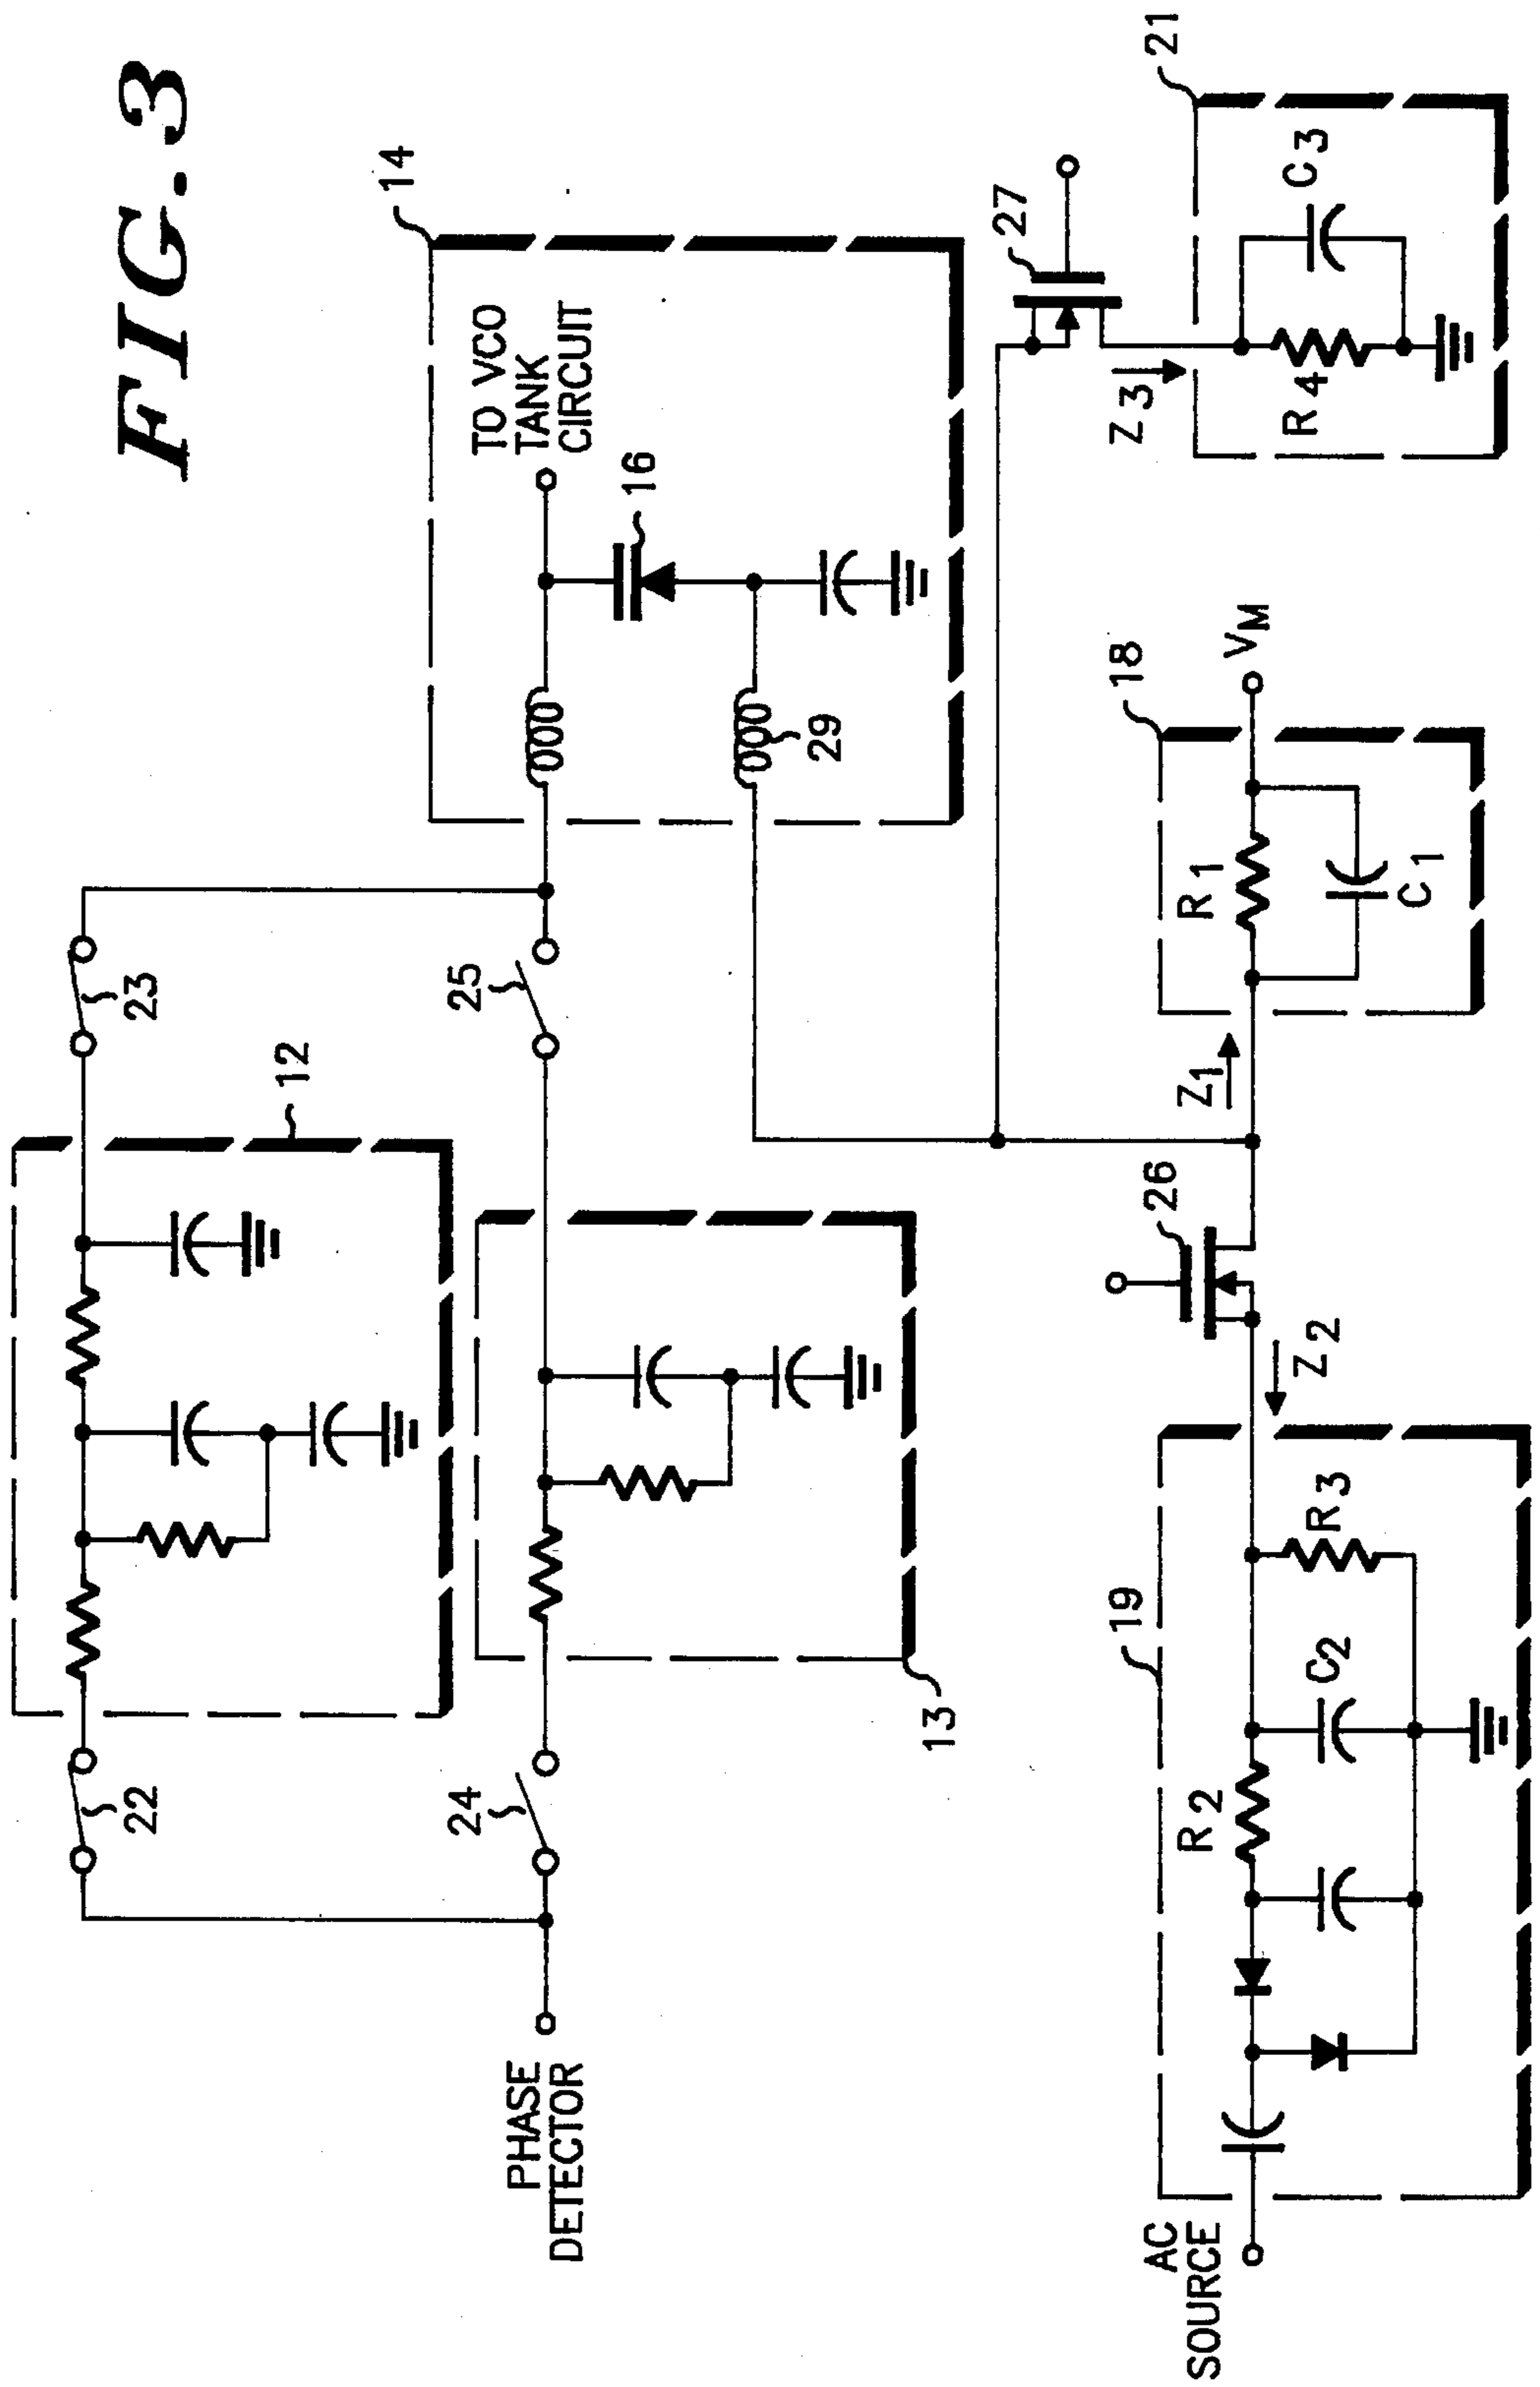 FIG. 3
12
22
23
14
TO VCO
TANK
CIRCUIT
16
29
24
25
13
PHASE
DETECTOR
27
21
Z3
R4
C3
18
R1
C1
VM
Z1
26
Z2
19
R2
C2
R3
AC
SOURCE